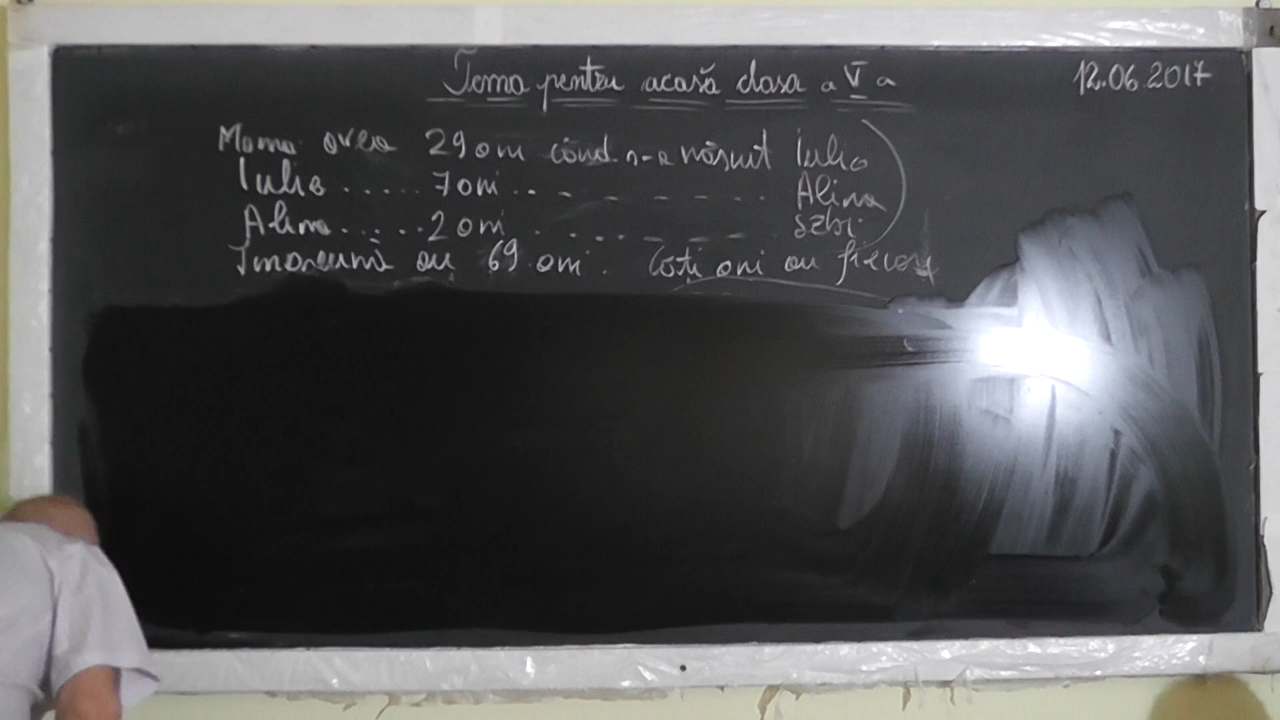 Tema pentru acasă clasa a V a
12.06.2017
Mama avea 29 ani când s-a născut Iulia
Iulia ..... 7 ani .. - - - - - .. Alina
Alina ..... 2 ani . . - - - - -
Împreună au 69 ani. Câți ani au fiecare